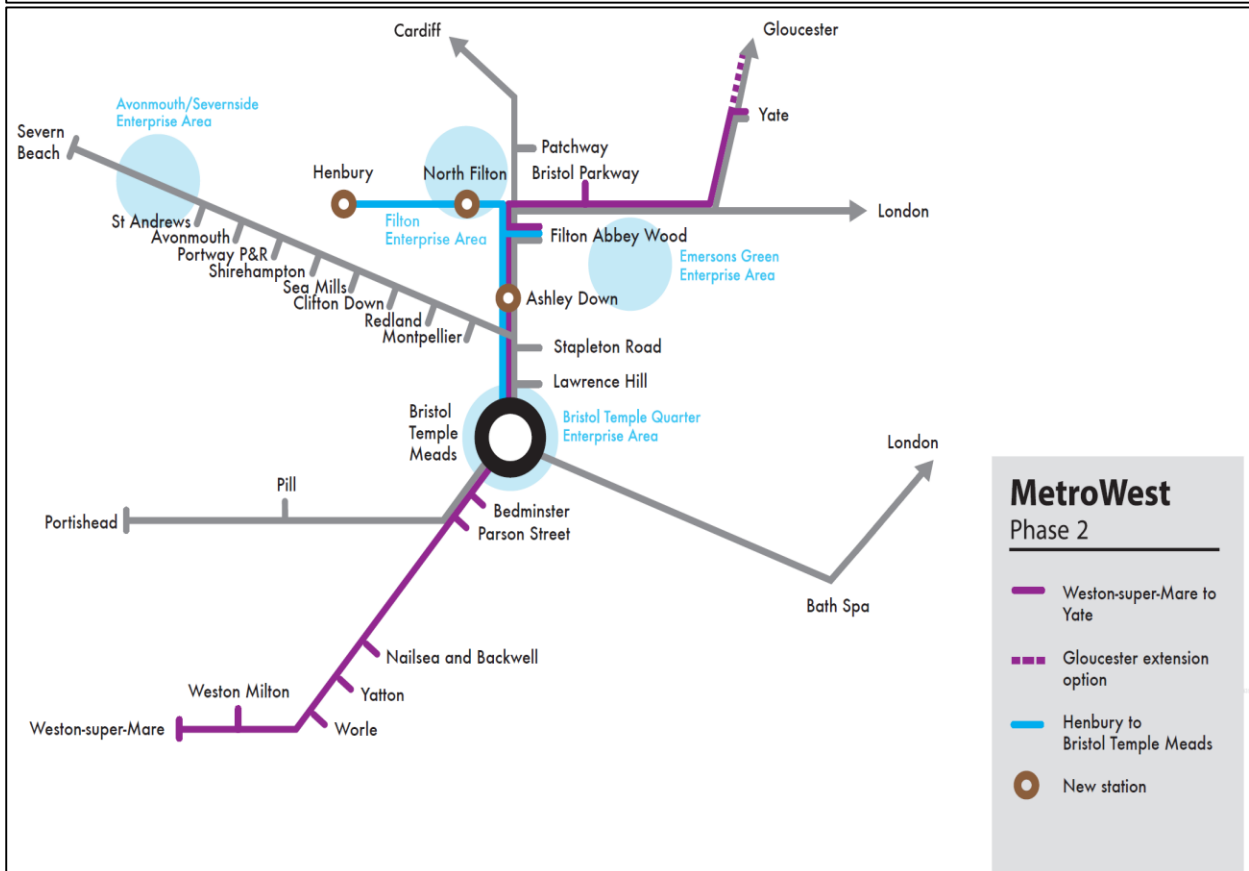 Cardiff
Gloucester
Avonmouth/Severnside
Enterprise Area
Severn
Beach
Yate
Patchway
Henbury
North Filton
Bristol Parkway
St Andrews
Avonmouth
Portway P&R
Shirehampton
Sea Mills
Clifton Down
Redland
Montpellier
Filton
Enterprise Area
London
Filton Abbey Wood
Emersons Green
Enterprise Area
Ashley Down
Stapleton Road
Lawrence Hill
Bristol
Temple
Meads
Bristol Temple Quarter
Enterprise Area
London
Pill
Portishead
Bedminster
Parson Street
Bath Spa
Nailsea and Backwell
Weston Milton
Yatton
Weston-super-Mare
Worle
MetroWest
Phase 2
Weston-super-Mare to
Yate
Gloucester extension
option
Henbury to
Bristol Temple Meads
New station